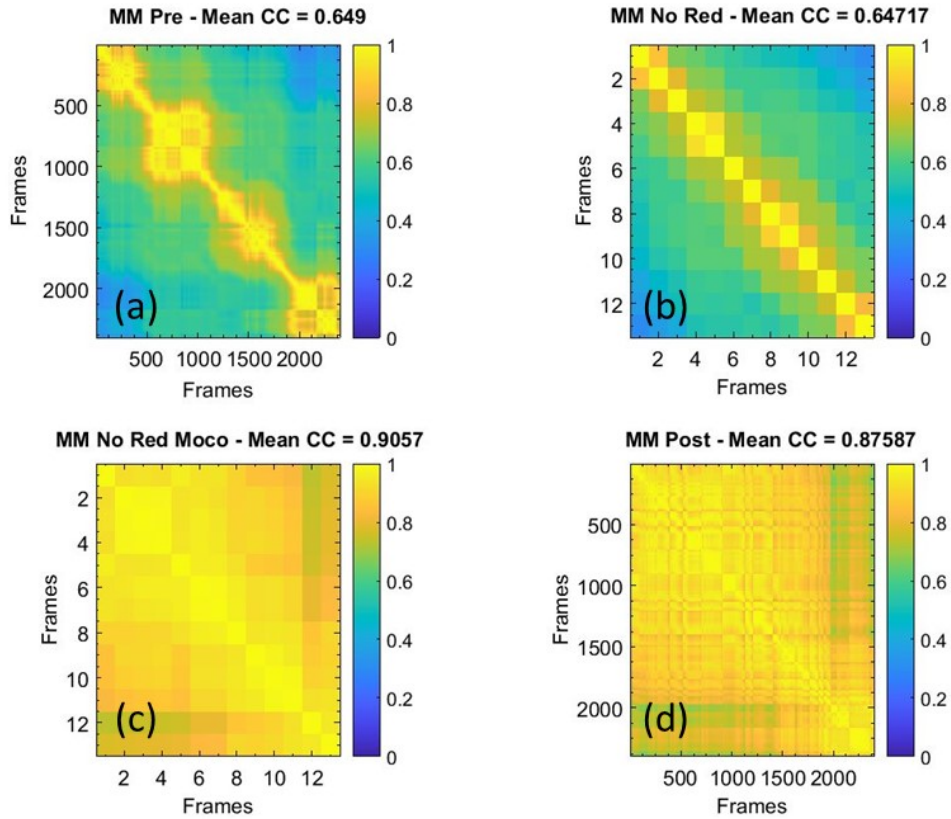 MM Pre - Mean CC = 0.649
Frames
500
1000
1500
2000
(a)
500 1000 1500 2000
Frames
1
0.8
0.6
0.4
0.2
0
MM No Red - Mean CC = 0.64717
Frames
2
4
6
8
10
12
(b)
2 4 6 8 10 12
Frames
1
0.8
0.6
0.4
0.2
0
MM No Red Moco - Mean CC = 0.9057
Frames
2
4
6
8
10
12
(c)
2 4 6 8 10 12
Frames
1
0.8
0.6
0.4
0.2
0
MM Post - Mean CC = 0.87587
Frames
500
1000
1500
2000
(d)
500 1000 1500 2000
Frames
1
0.8
0.6
0.4
0.2
0